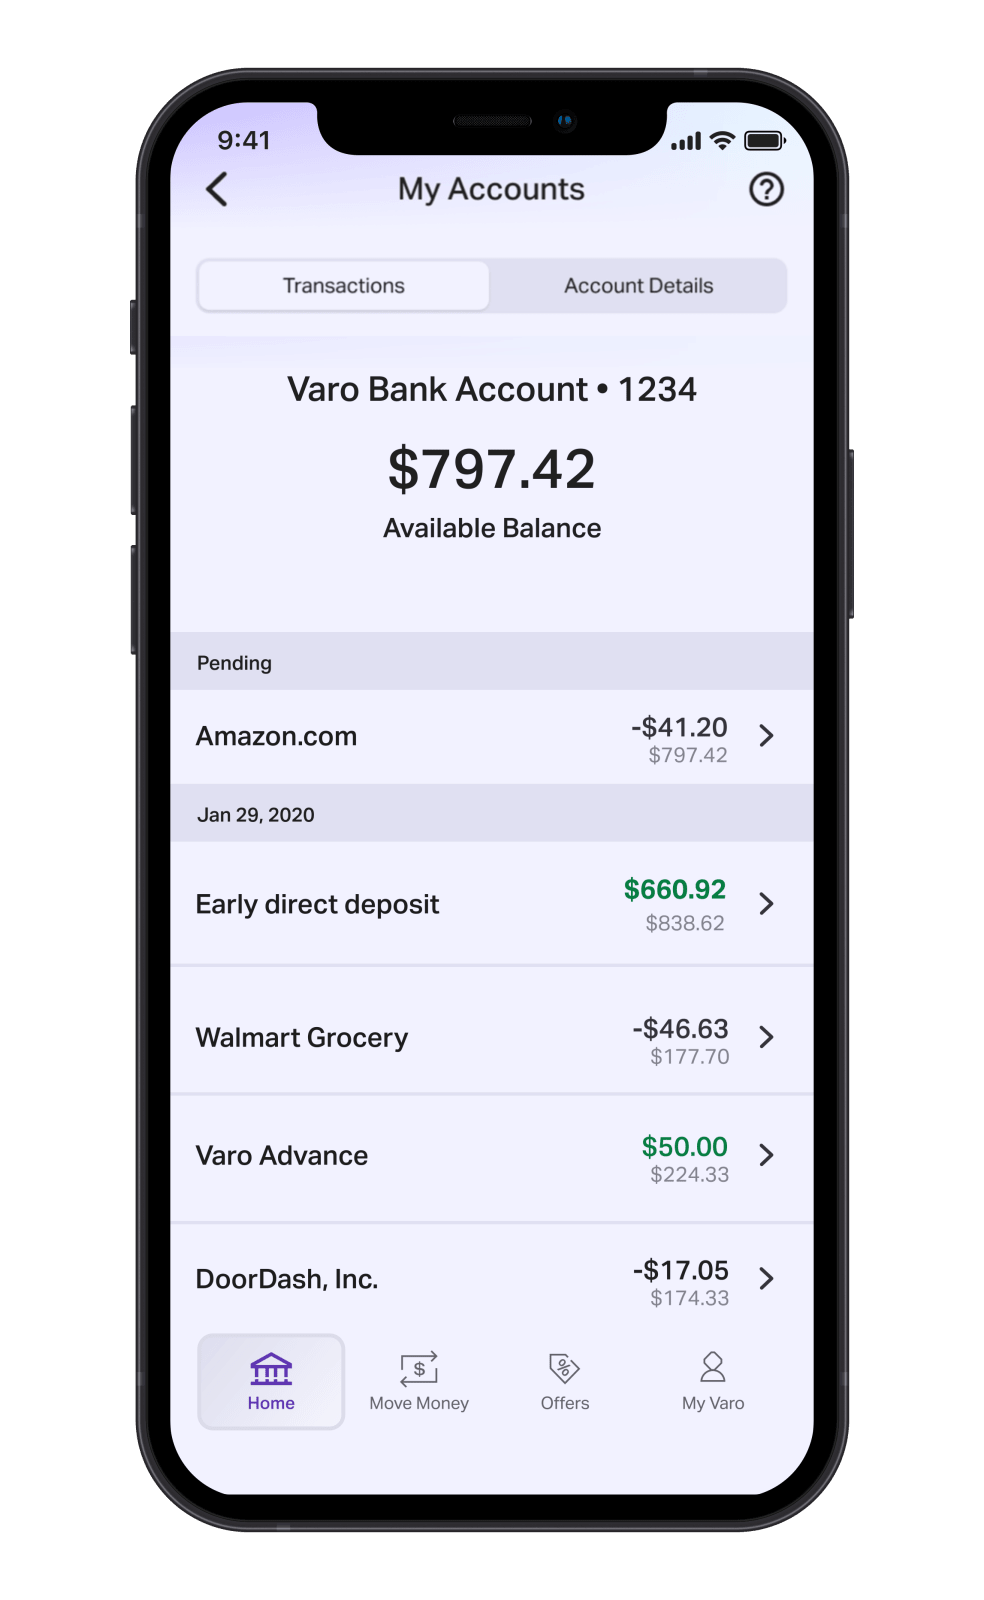 9:41
My Accounts
Transactions Account Details
Varo Bank Account • 1234
$797.42
Available Balance
Pending
Amazon.com -$41.20
$797.42
Jan 29, 2020
Early direct deposit $660.92
$838.62
Walmart Grocery -$46.63
$177.70
Varo Advance $50.00
$224.33
DoorDash, Inc. -$17.05
$174.33
Home Move Money Offers My Varo